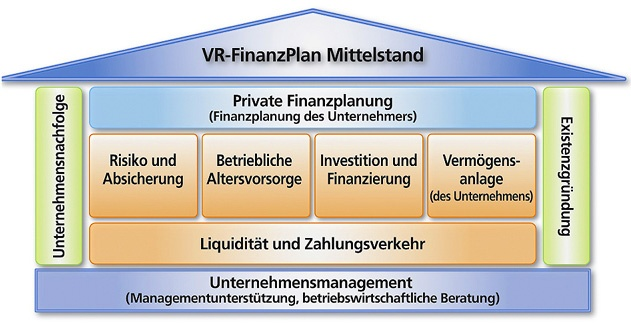 VR-FinanzPlan Mittelstand
Unternehmensnachfolge
Private Finanzplanung
(Finanzplanung des Unternehmers)
Risiko und
Absicherung
Betriebliche
Altersvorsorge
Investition und
Finanzierung
Vermögens-
anlage
(des Unternehmens)
Liquidität und Zahlungsverkehr
Existenzgründung
Unternehmensmanagement
(Managementunterstützung, betriebswirtschaftliche Beratung)